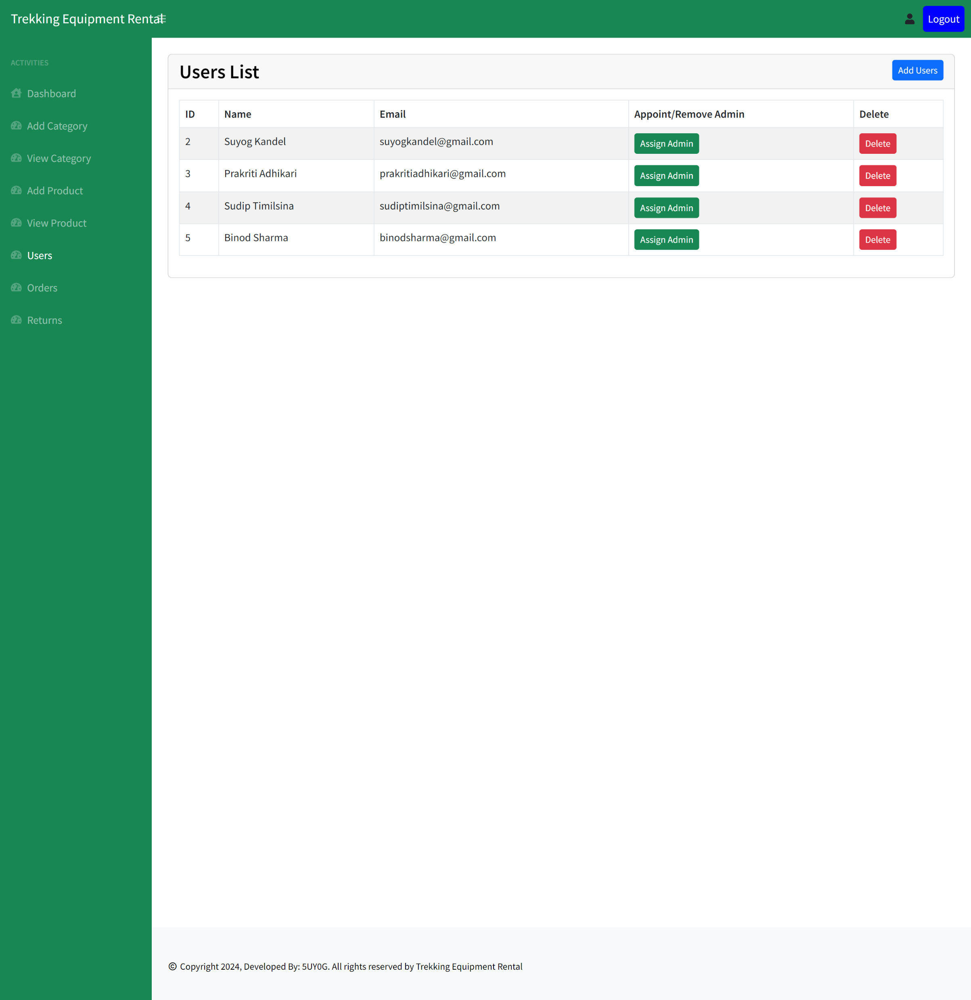 Trekking Equipment Rental
Logout
ACTIVITIES
Dashboard
Add Category
View Category
Add Product
View Product
Users
Orders
Returns
Users List
Add Users
ID Name Email Appoint/Remove Admin Delete
2 Suyog Kandel suyogkandel@gmail.com Assign Admin Delete
3 Prakriti Adhikari prakritiadhikari@gmail.com Assign Admin Delete
4 Sudip Timilsina sudiptimilsina@gmail.com Assign Admin Delete
5 Binod Sharma binodsharma@gmail.com Assign Admin Delete
© Copyright 2024, Developed By: 5UY0G. All rights reserved by Trekking Equipment Rental